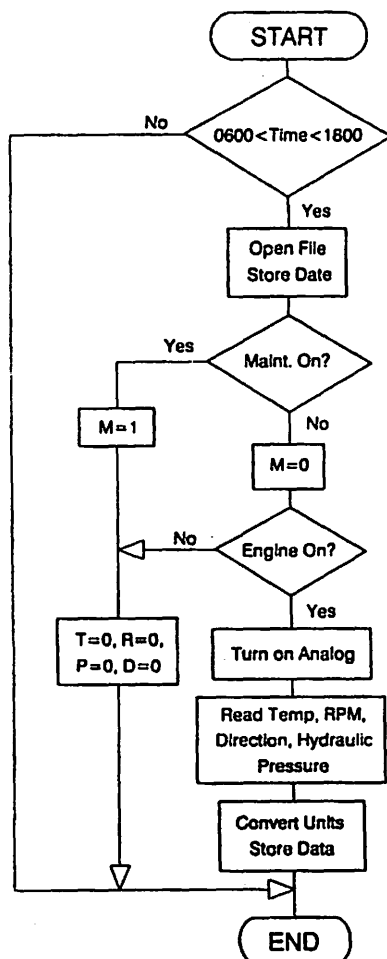 START
No
0600<Time<1800
Yes
Open File
Store Date
Yes
Maint. On?
M=1
No
M=0
No
Engine On?
Yes
T=0, R=0,
P=0, D=0
Turn on Analog
Read Temp, RPM,
Direction, Hydraulic
Pressure
Convert Units
Store Data
END